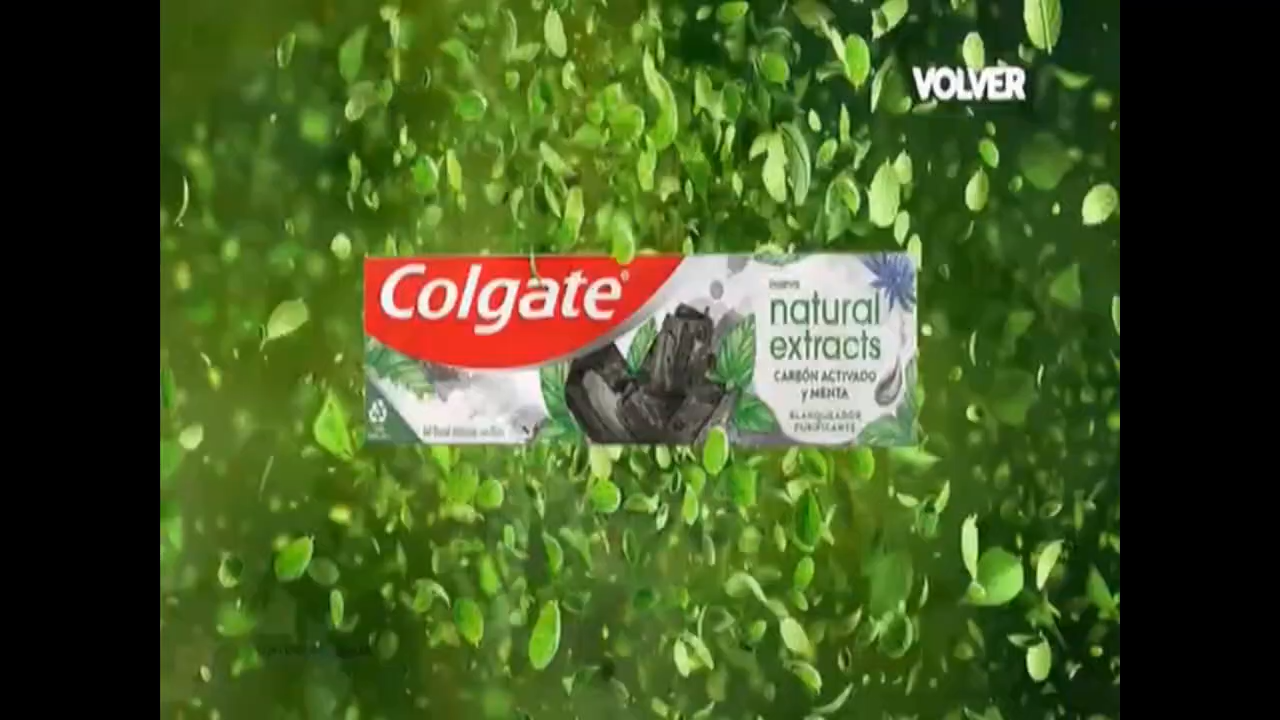 VOLVER
Colgate®
nuevo
natural
extracts
CARBÓN ACTIVADO
y MENTA
BLANQUEADOR
PURIFICANTE